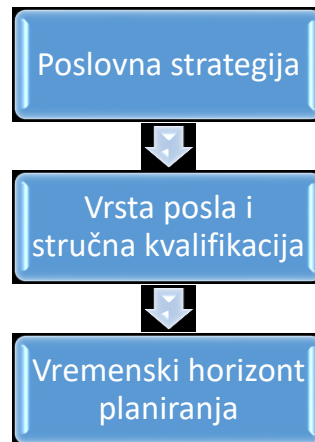 Poslovna strategija
Vrsta posla i
stručna kvalifikacija
Vremenski horizont
planiranja